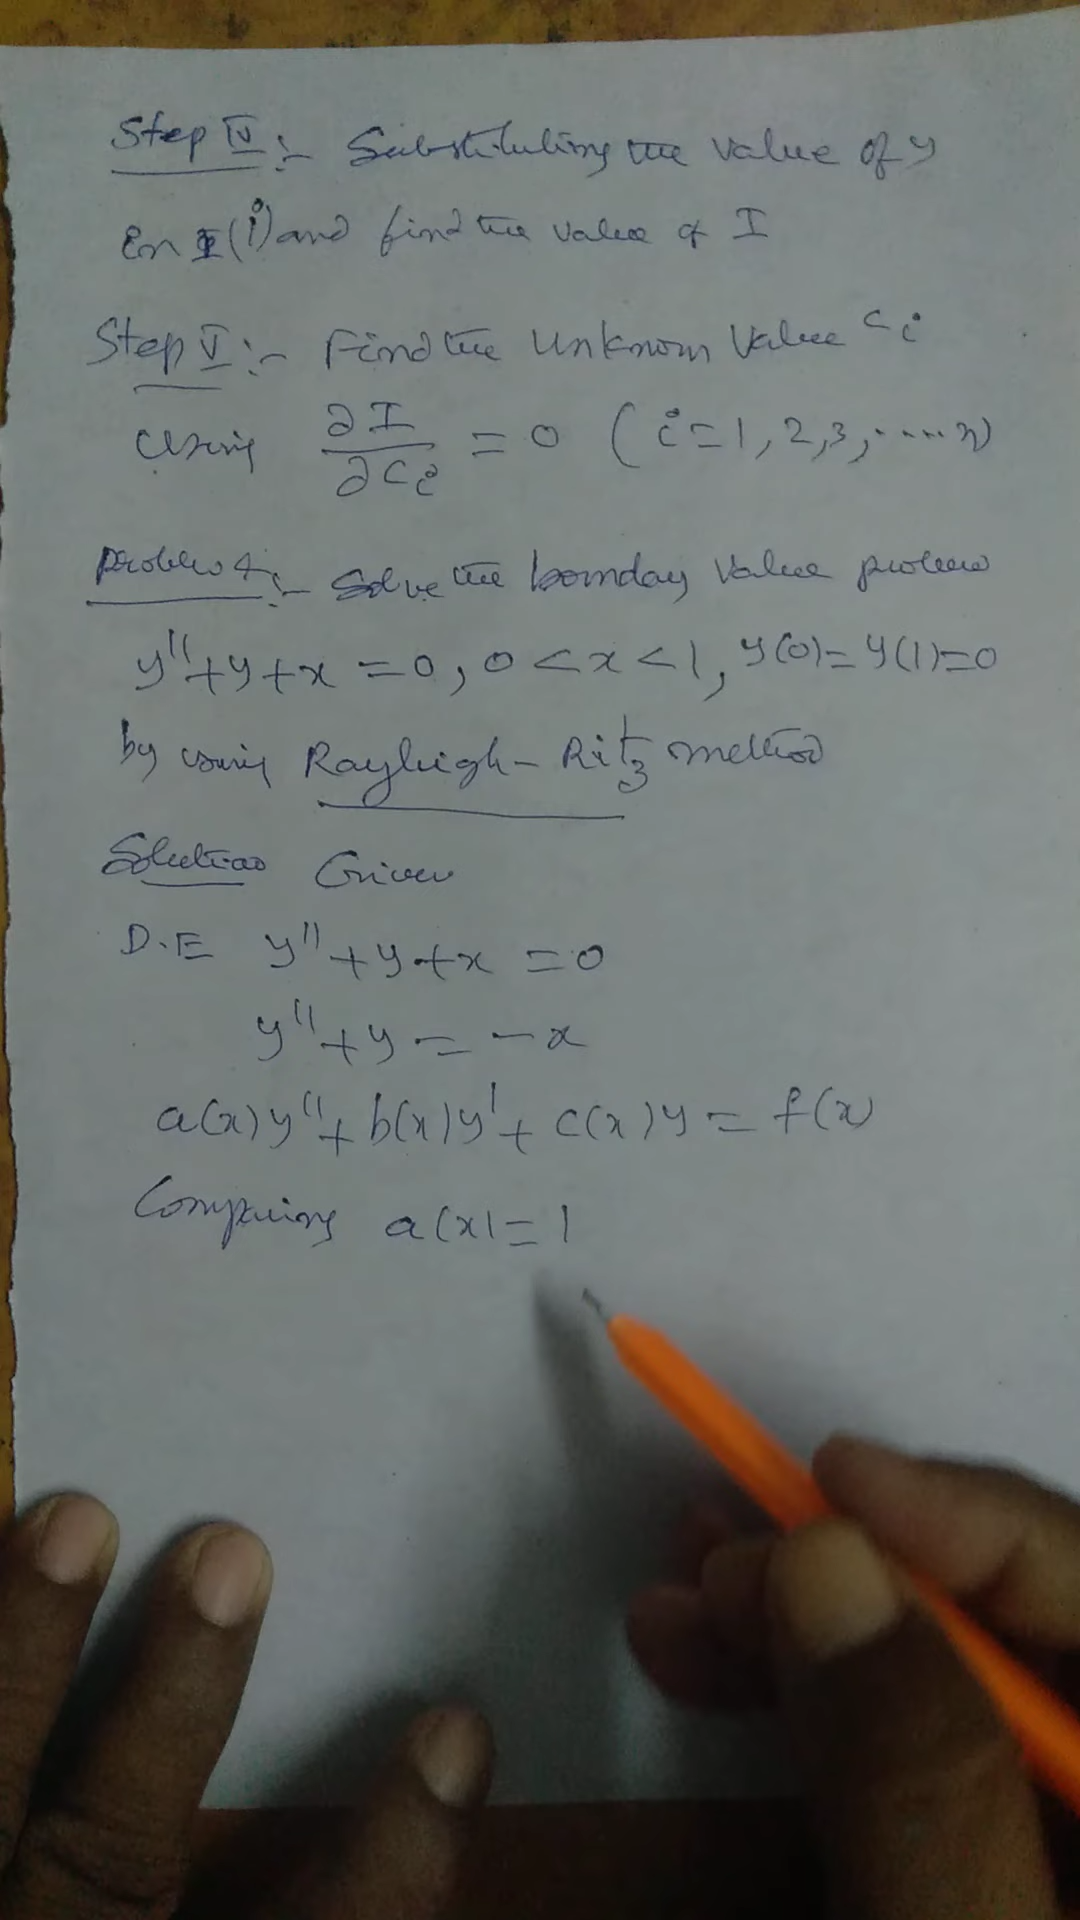 Step IV :- Substituting the value of y
in I (i) and find the value of I
Step V :- Find the unknown value cᵢ
Using ∂I/∂cᵢ = 0 (i=1,2,3,....n)
Problem :- Solve the bounday value problem
y''+y+x = 0, 0<x<1, y(0)=y(1)=0
by using Rayleigh-Ritz method
Solution Given
D.E y''+y+x = 0
y''+y = -x
a(x)y''+b(x)y'+c(x)y = f(x)
Comparing a(x)=1